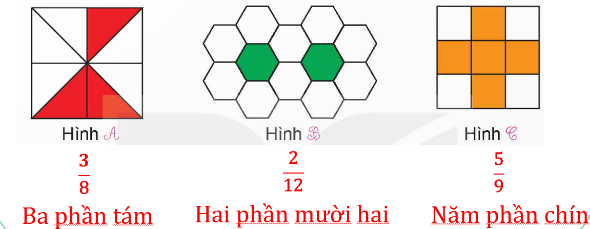 Hình A Hình B Hình C
3/8 2/12 5/9
Ba phần tám Hai phần mười hai Năm phần chín